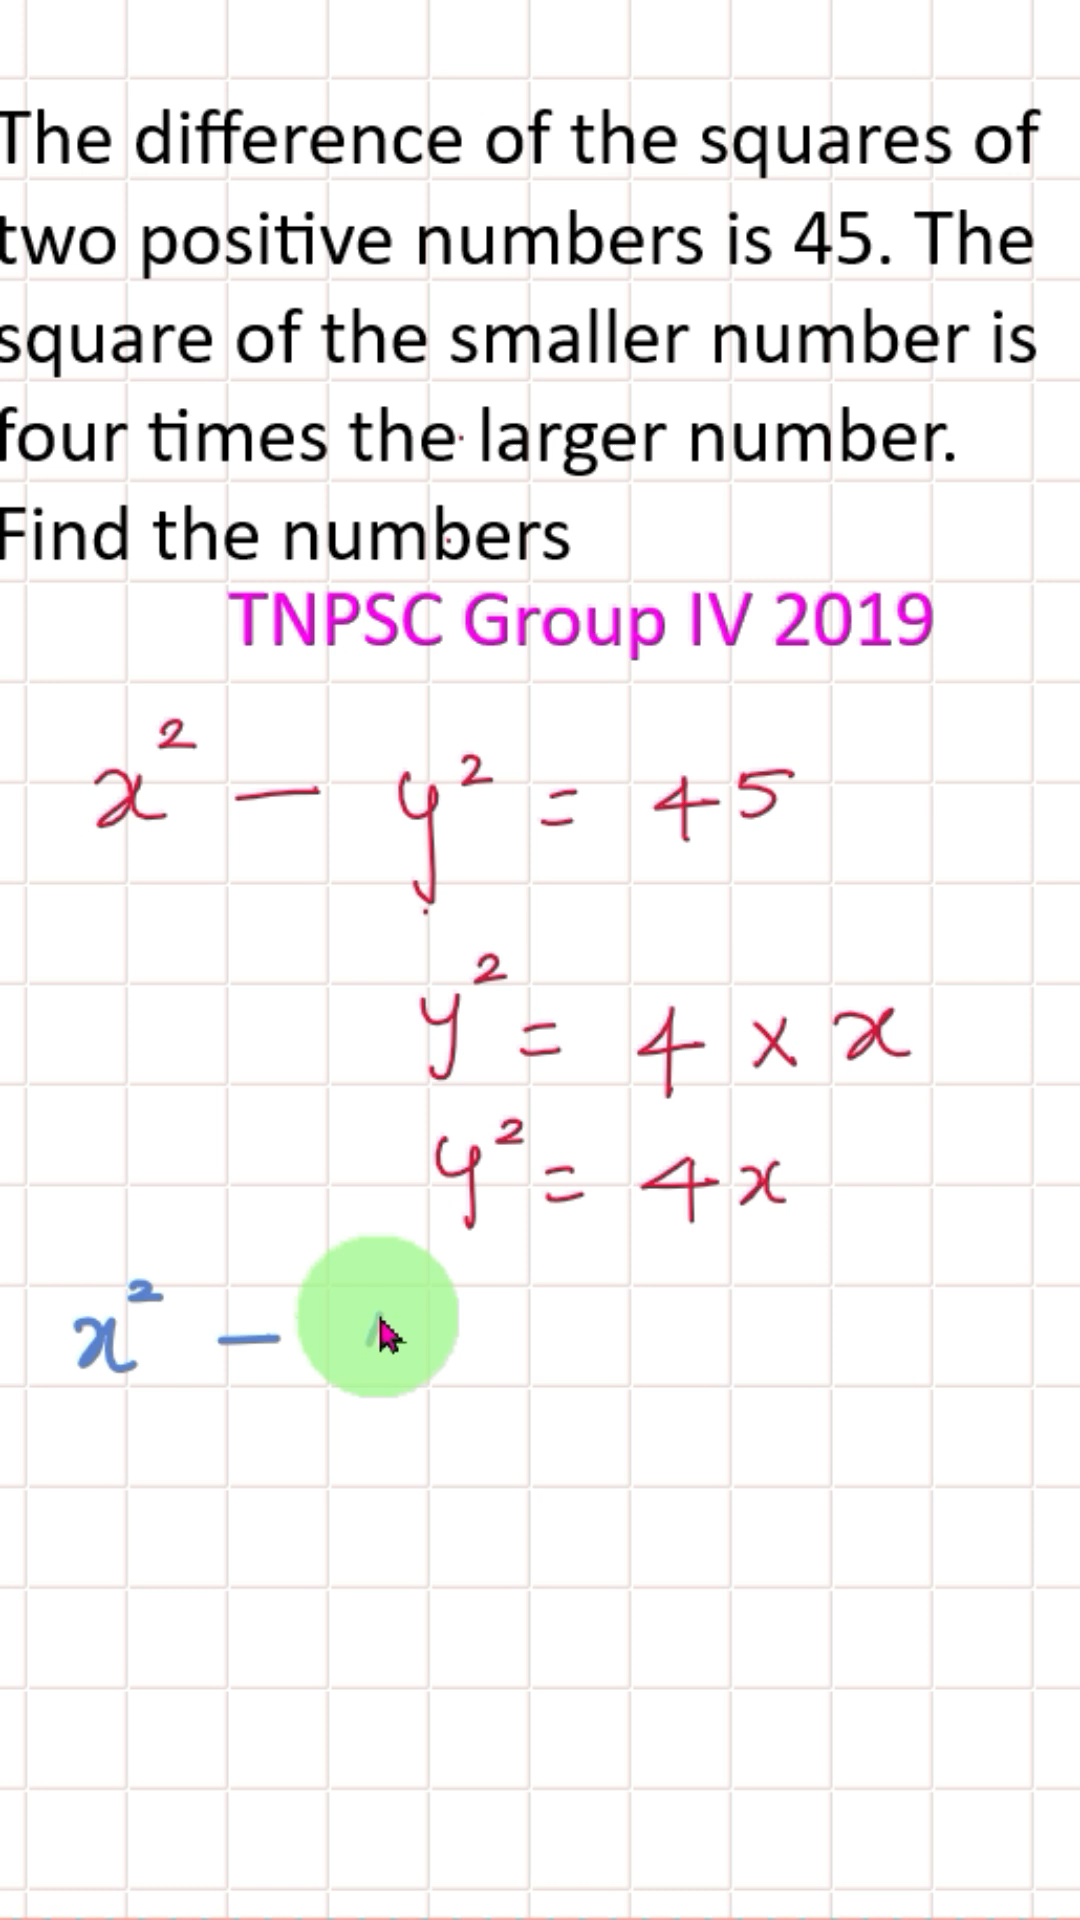 The difference of the squares of
two positive numbers is 45. The
square of the smaller number is
four times the larger number.
Find the numbers
TNPSC Group IV 2019
x² − y² = 45
y² = 4 × x
y² = 4x
x² −